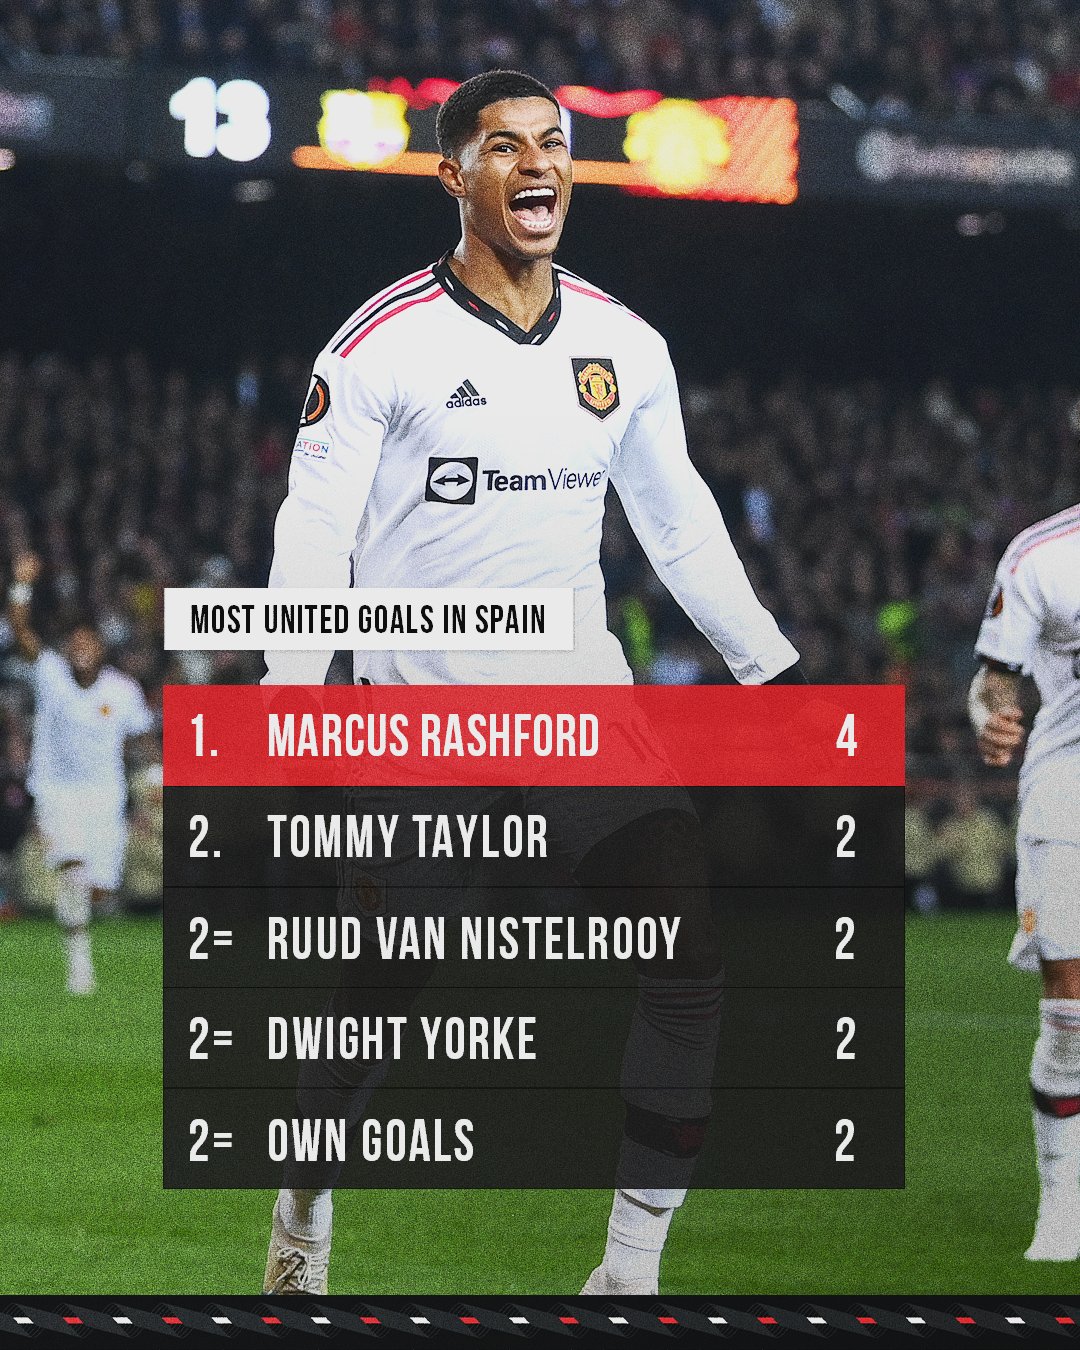 13
adidas
ATION
TeamViewer
MOST UNITED GOALS IN SPAIN
1. MARCUS RASHFORD 4
2. TOMMY TAYLOR 2
2= RUUD VAN NISTELROOY 2
2= DWIGHT YORKE 2
2= OWN GOALS 2